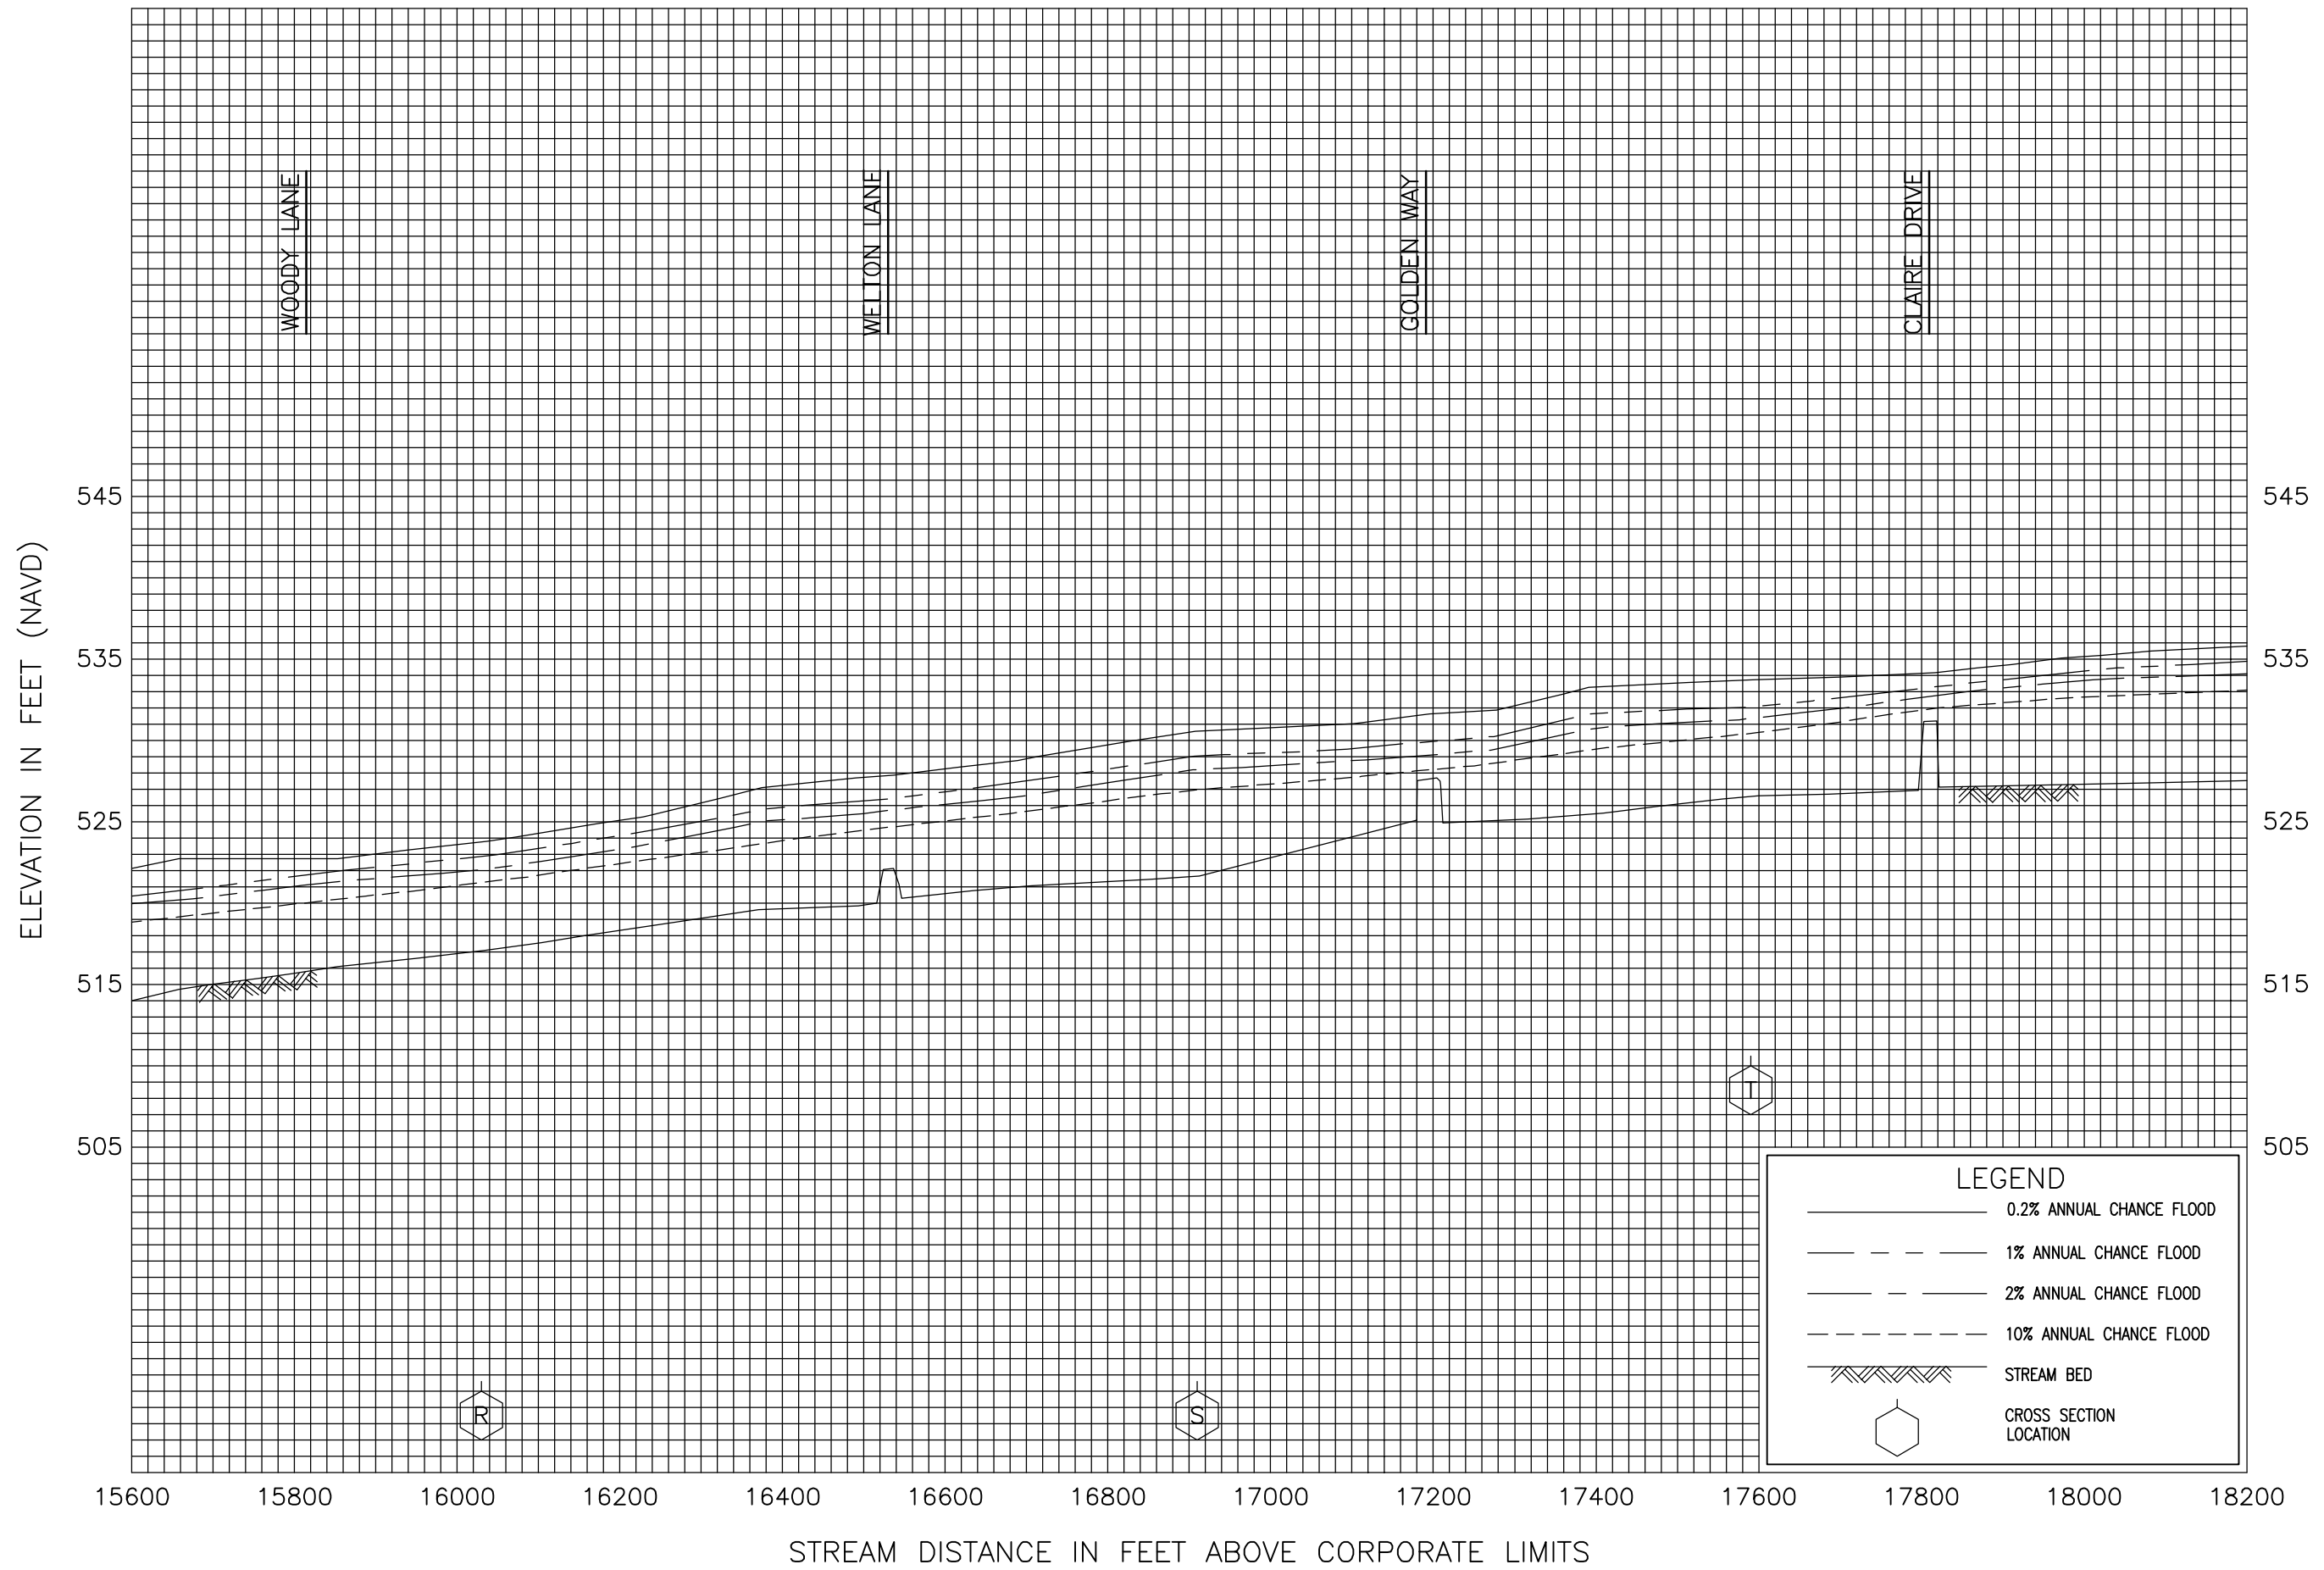 WOODY LANE
WELTON LANE
GOLDEN WAY
CLAIRE DRIVE
ELEVATION IN FEET (NAVD)
545
535
525
515
505
545
535
525
515
505
R
S
T
LEGEND
0.2% ANNUAL CHANCE FLOOD
1% ANNUAL CHANCE FLOOD
2% ANNUAL CHANCE FLOOD
10% ANNUAL CHANCE FLOOD
STREAM BED
CROSS SECTION
LOCATION
15600 15800 16000 16200 16400 16600 16800 17000 17200 17400 17600 17800 18000 18200
STREAM DISTANCE IN FEET ABOVE CORPORATE LIMITS